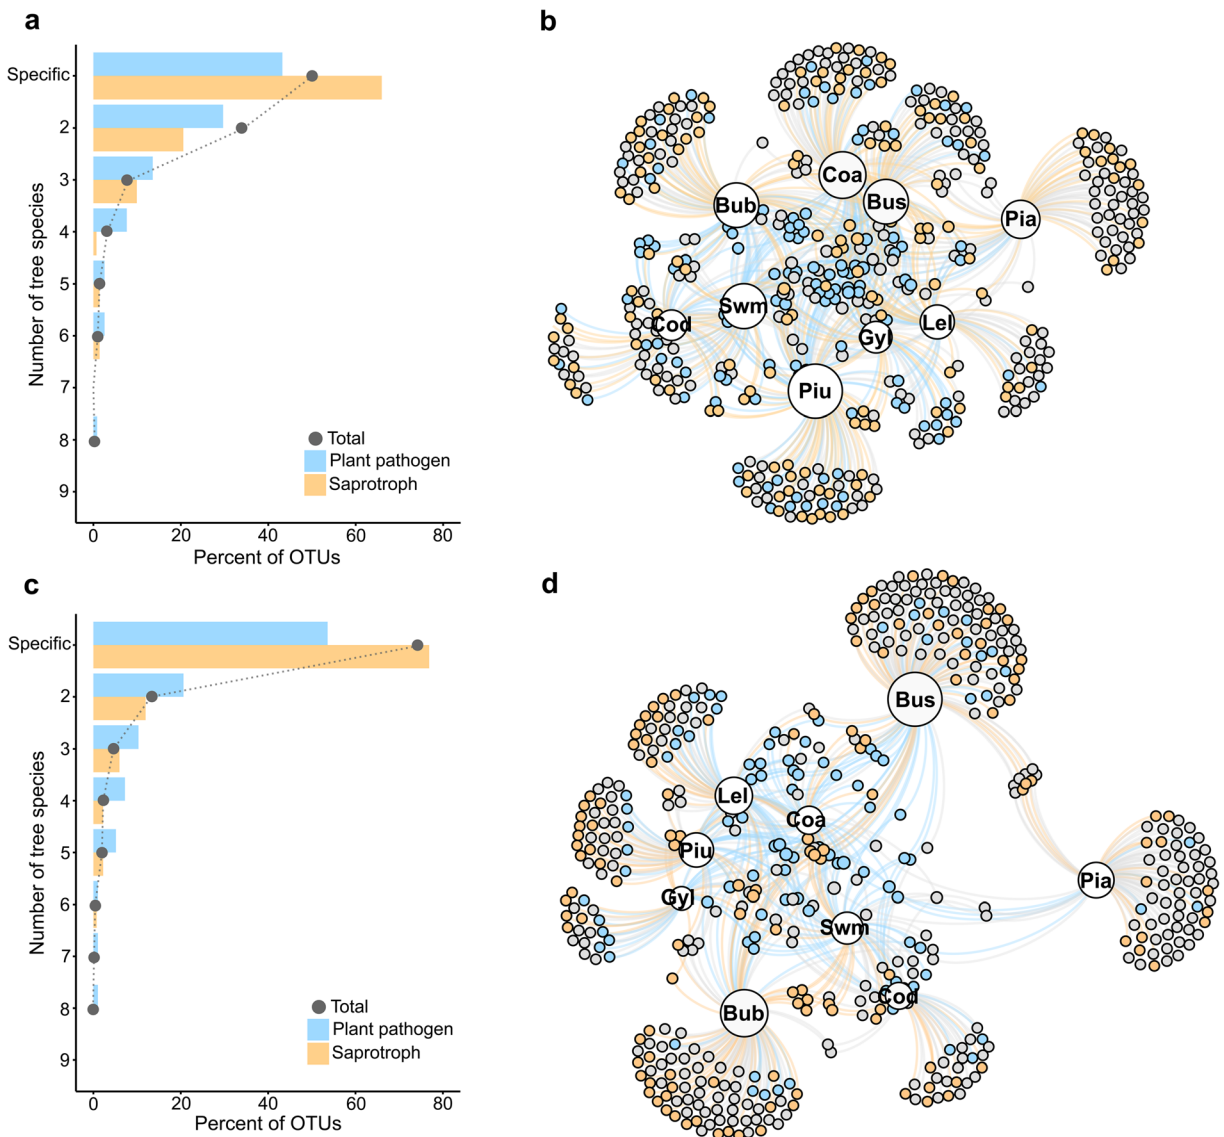 a
Specific
2
3
4
5
6
7
8
9
Number of tree species
Total
Plant pathogen
Saprotroph
0 20 40 60 80
Percent of OTUs
b
Coa
Bus
Bub
Pia
Swm
Cod
Gyl
Lel
Piu
c
Specific
2
3
4
5
6
7
8
9
Number of tree species
Total
Plant pathogen
Saprotroph
0 20 40 60 80
Percent of OTUs
d
Bus
Lel
Coa
Piu
Pia
Gyl
Swm
Cod
Bub